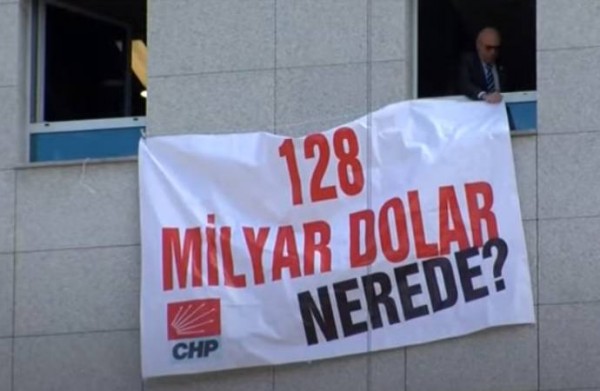 128
MİLYAR DOLAR
NEREDE?
CHP